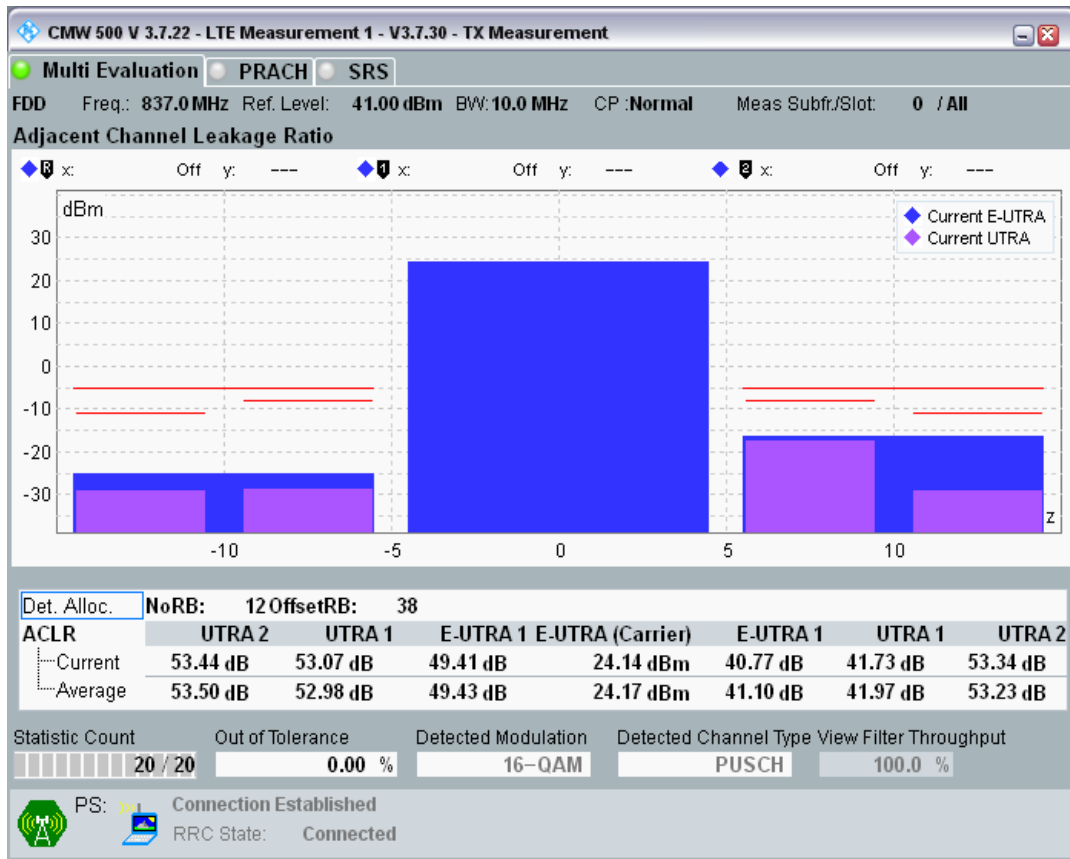 CMW 500 V 3.7.22 - LTE Measurement 1 - V3.7.30 - TX Measurement
Multi Evaluation PRACH SRS
FDD Freq.: 837.0 MHz Ref. Level: 41.00 dBm BW: 10.0 MHz CP :Normal Meas Subfr./Slot: 0 / All
Adjacent Channel Leakage Ratio
R x: Off y: --- 1 x: Off y: --- 2 x: Off y: ---
dBm
Current E-UTRA
Current UTRA
30
20
10
0
-10
-20
-30
z
-10 -5 0 5 10
Det. Alloc. NoRB: 12 OffsetRB: 38
ACLR UTRA 2 UTRA 1 E-UTRA 1 E-UTRA (Carrier) E-UTRA 1 UTRA 1 UTRA 2
Current 53.44 dB 53.07 dB 49.41 dB 24.14 dBm 40.77 dB 41.73 dB 53.34 dB
Average 53.50 dB 52.98 dB 49.43 dB 24.17 dBm 41.10 dB 41.97 dB 53.23 dB
Statistic Count Out of Tolerance Detected Modulation Detected Channel Type View Filter Throughput
20 / 20 0.00 % 16-QAM PUSCH 100.0 %
PS: Connection Established
RRC State: Connected